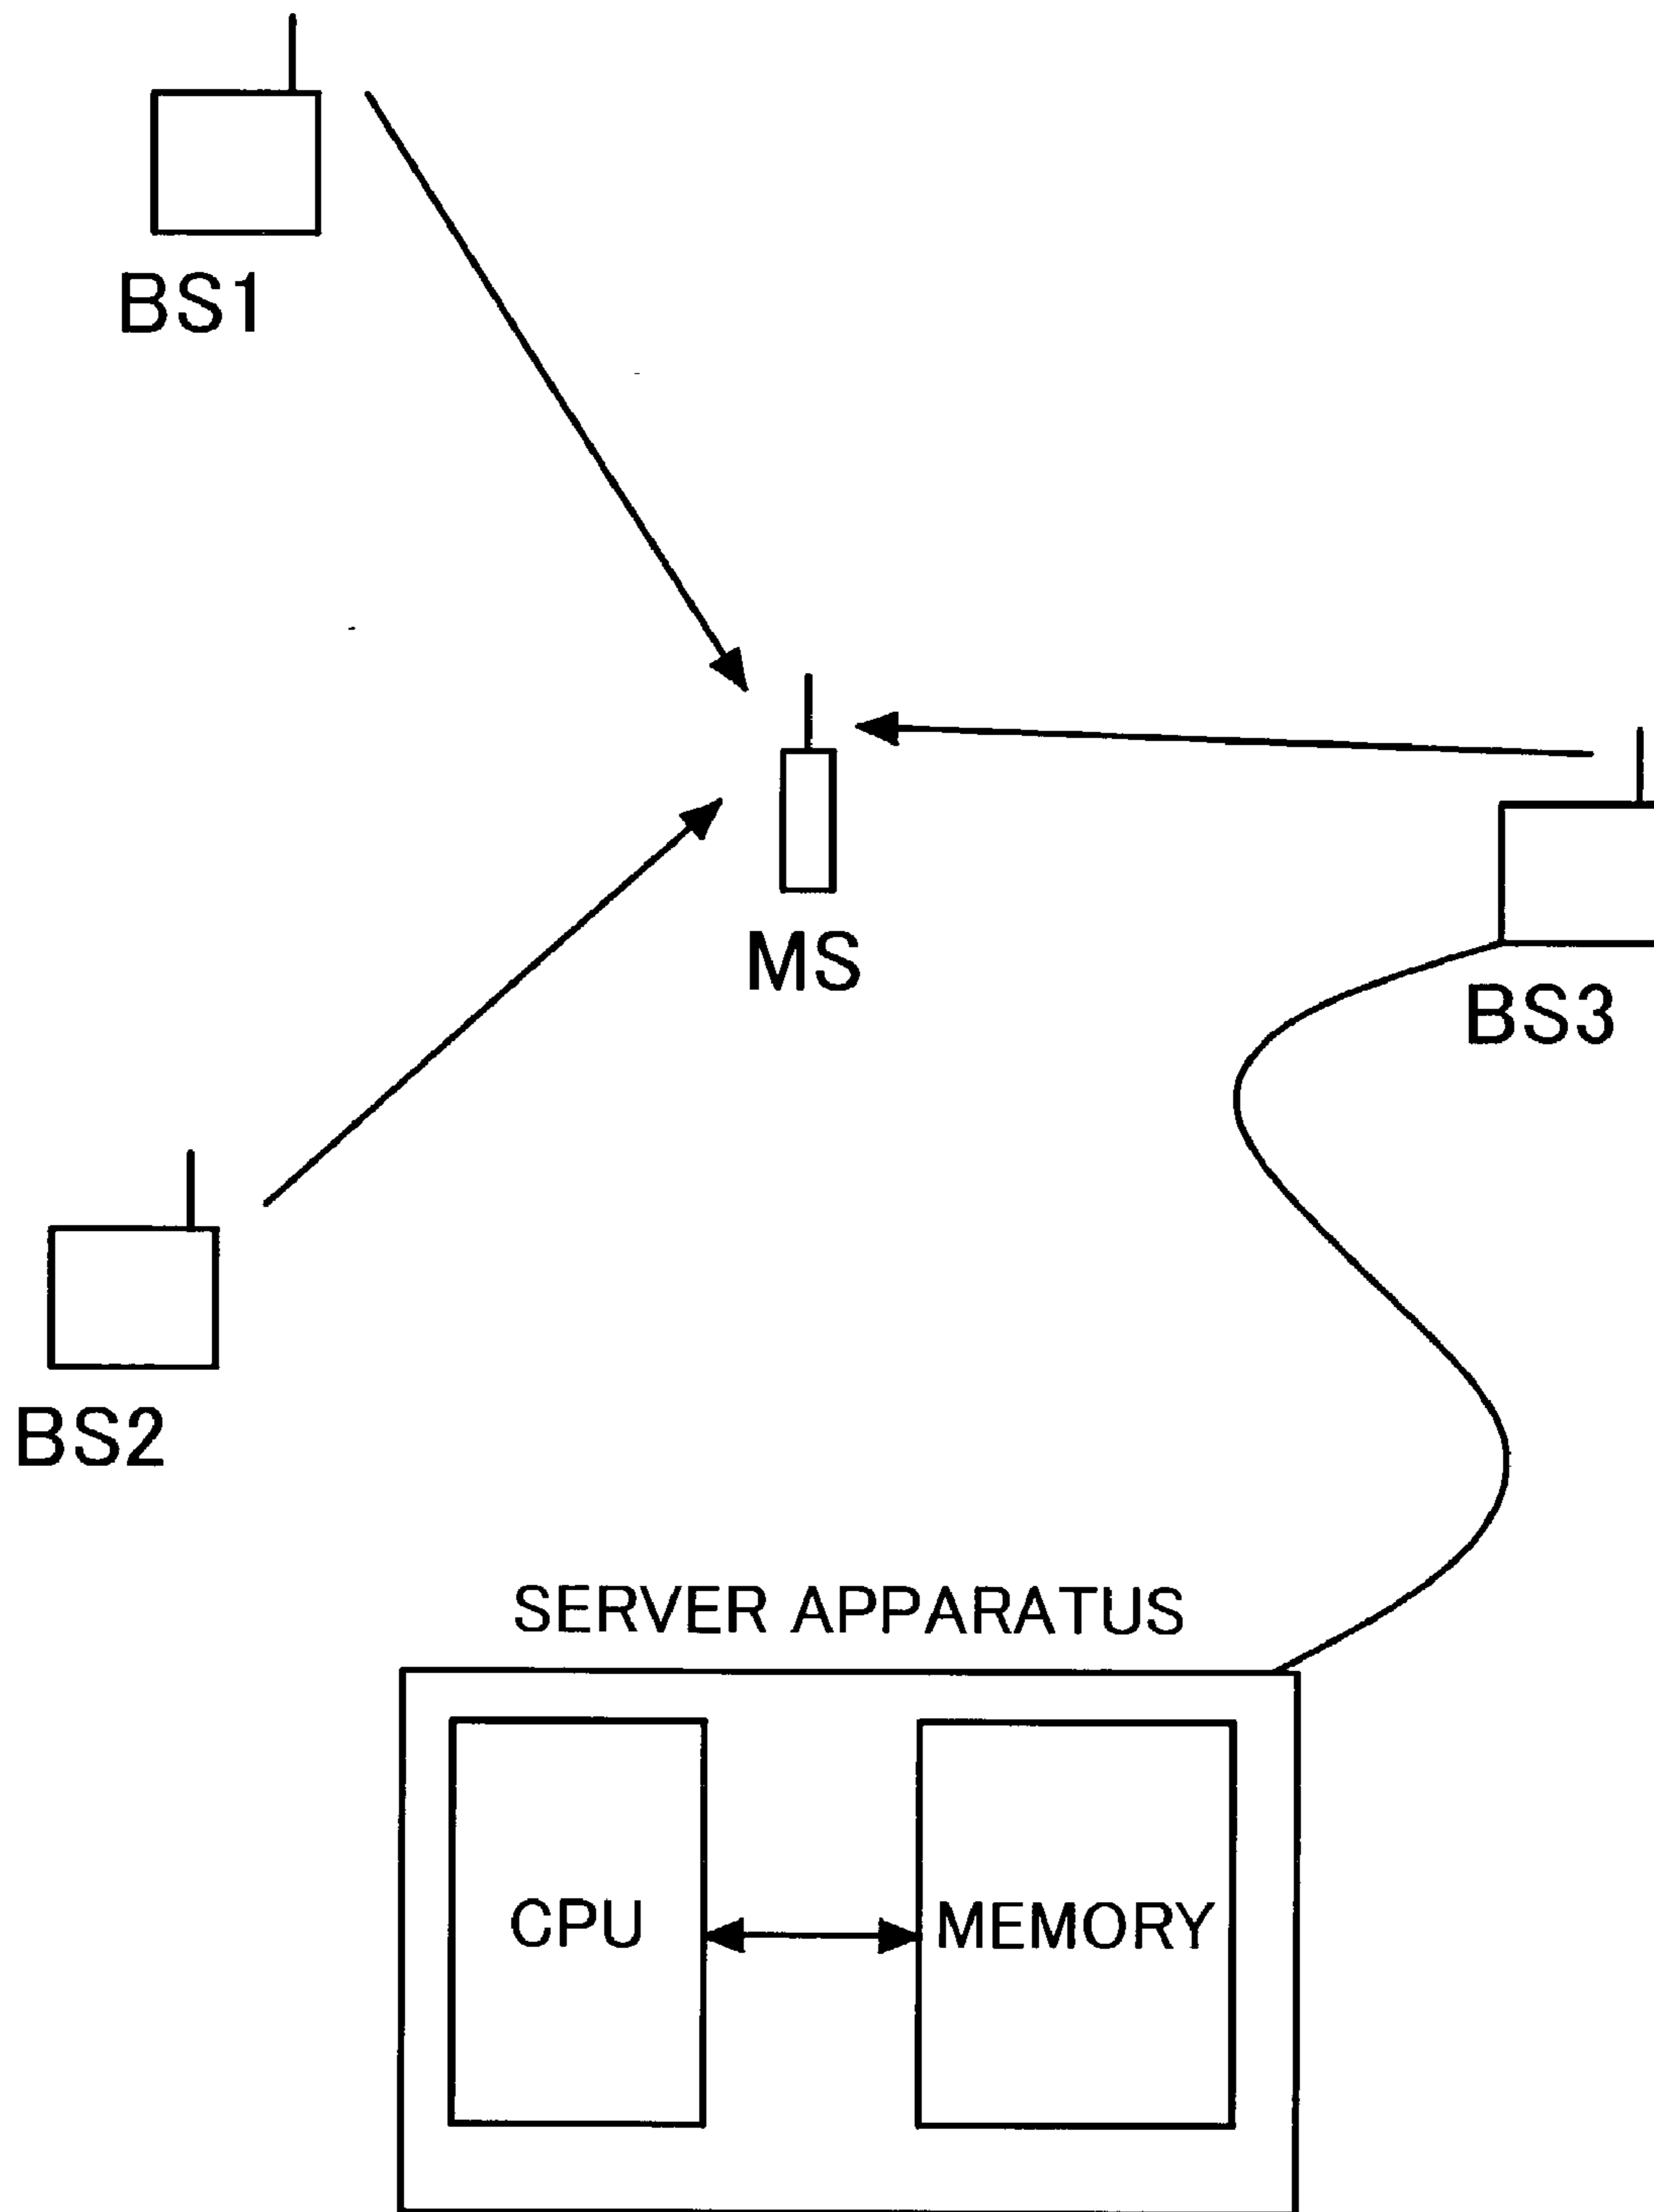 BS1
MS
BS3
BS2
SERVER APPARATUS
CPU
MEMORY